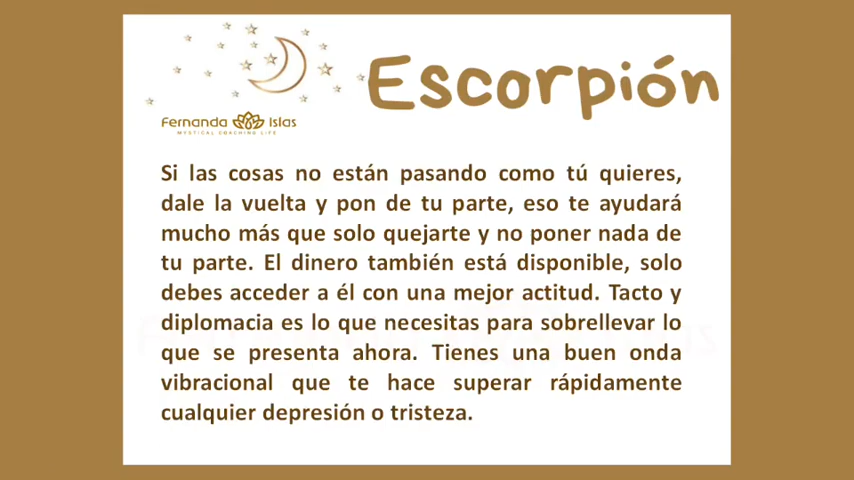 Escorpión
Fernanda Islas
MYSTICAL COACHING LIFE
Si las cosas no están pasando como tú quieres,
dale la vuelta y pon de tu parte, eso te ayudará
mucho más que solo quejarte y no poner nada de
tu parte. El dinero también está disponible, solo
debes acceder a él con una mejor actitud. Tacto y
diplomacia es lo que necesitas para sobrellevar lo
que se presenta ahora. Tienes una buen onda
vibracional que te hace superar rápidamente
cualquier depresión o tristeza.